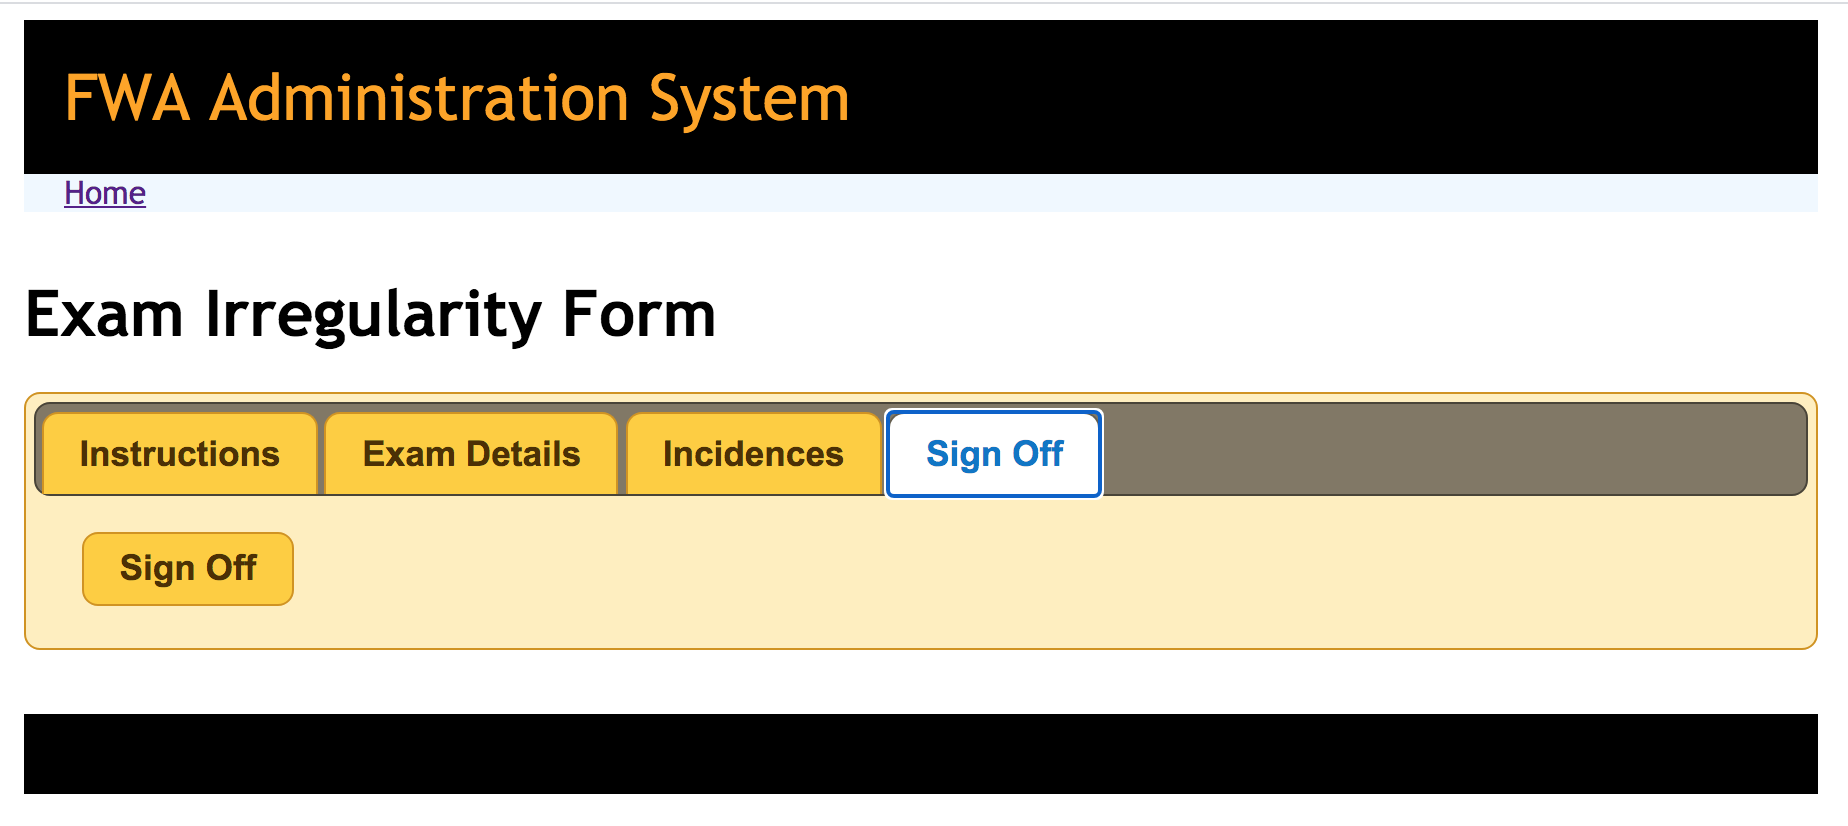 FWA Administration System
Home
Exam Irregularity Form
Instructions Exam Details Incidences Sign Off
Sign Off